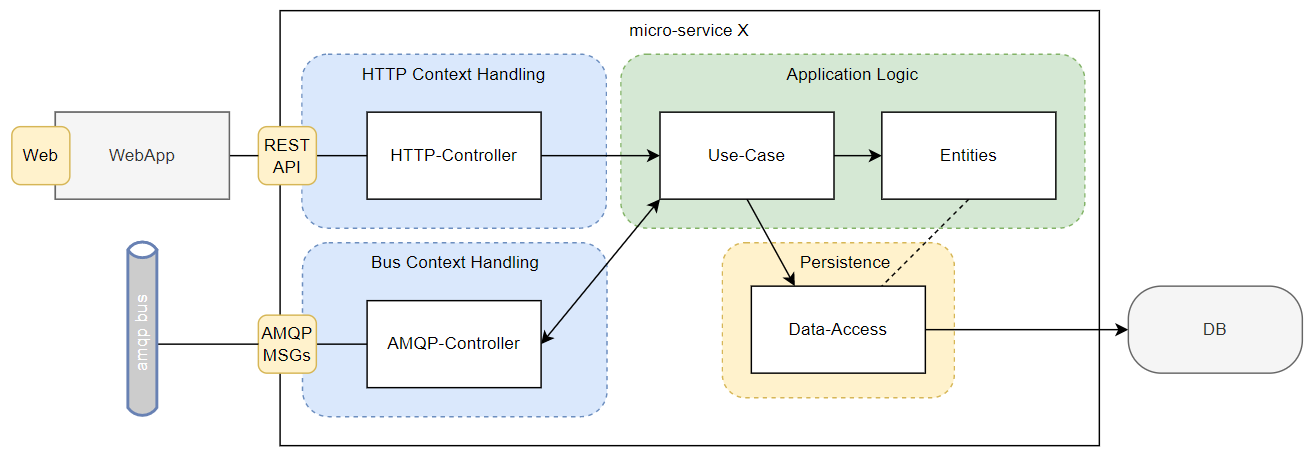 micro-service X
HTTP Context Handling
Application Logic
Web
WebApp
REST
API
HTTP-Controller
Use-Case
Entities
Bus Context Handling
Persistence
amqp bus
AMQP
MSGs
AMQP-Controller
Data-Access
DB